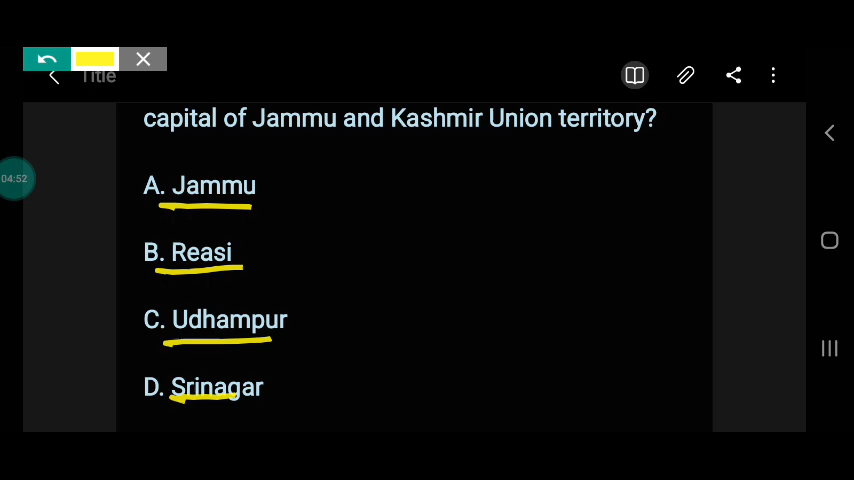 Title
capital of Jammu and Kashmir Union territory?
04:52
A. Jammu
B. Reasi
C. Udhampur
D. Srinagar